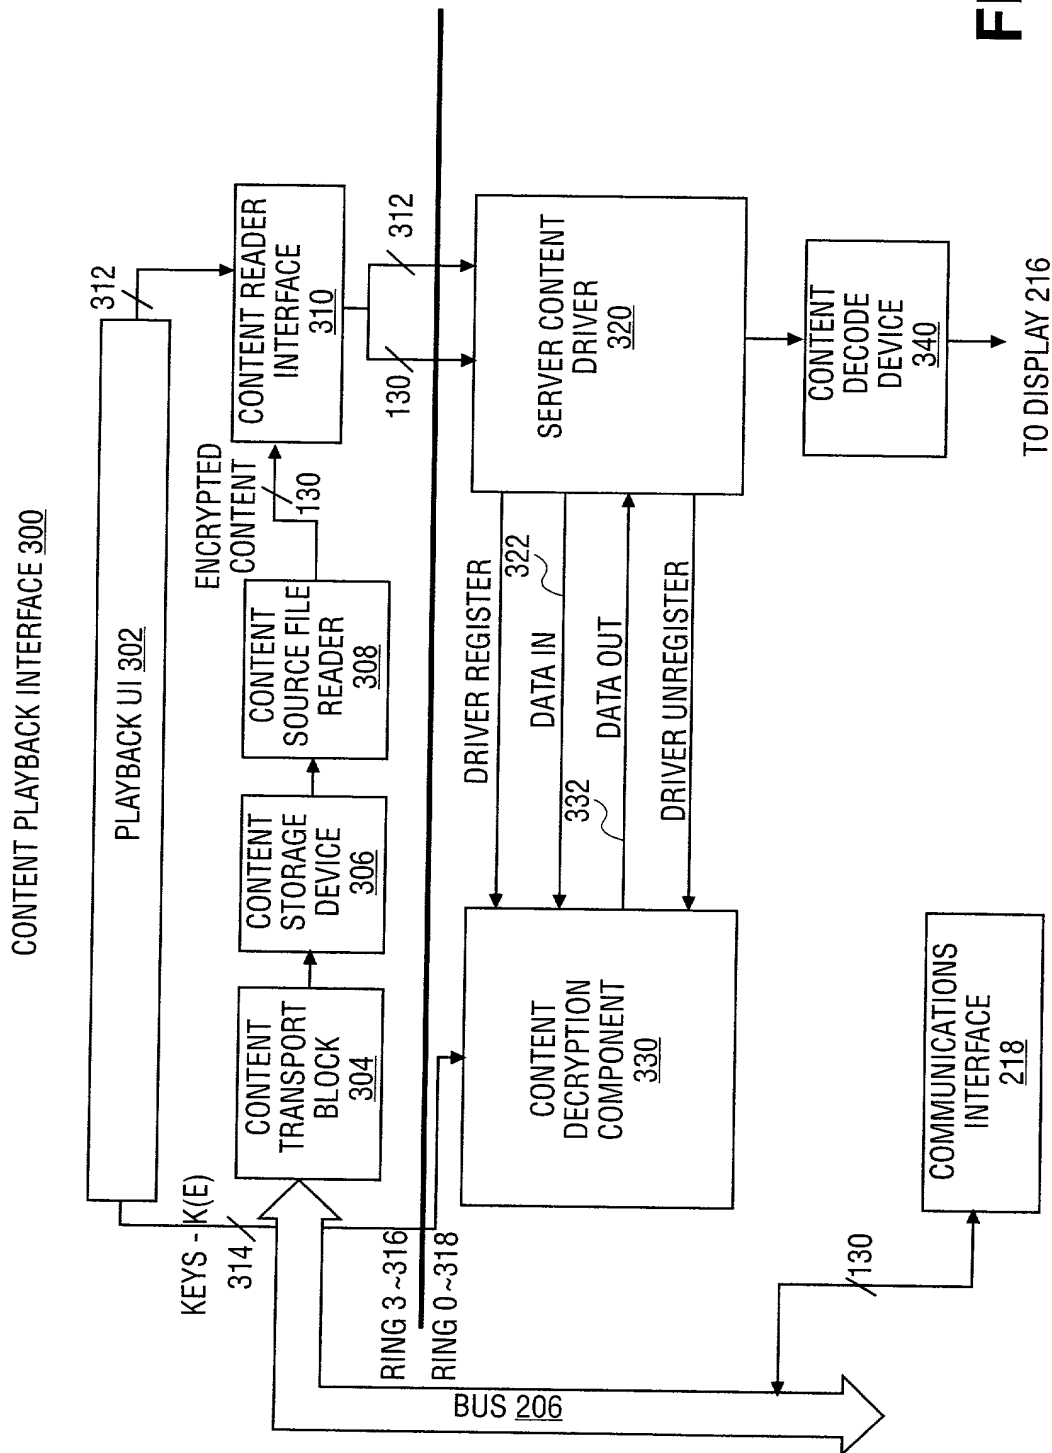 CONTENT PLAYBACK INTERFACE 300
PLAYBACK UI 302
312
KEYS - K(E)
314
CONTENT
TRANSPORT
BLOCK
304
CONTENT
STORAGE
DEVICE
306
CONTENT
SOURCE FILE
READER
308
ENCRYPTED
CONTENT
130
CONTENT READER
INTERFACE
310
130
312
RING 3 ~316
RING 0 ~318
BUS 206
CONTENT
DECRYPTION
COMPONENT
330
DRIVER REGISTER
322
DATA IN
332
DATA OUT
DRIVER UNREGISTER
SERVER CONTENT
DRIVER
320
CONTENT
DECODE
DEVICE
340
TO DISPLAY 216
130
COMMUNICATIONS
INTERFACE
218